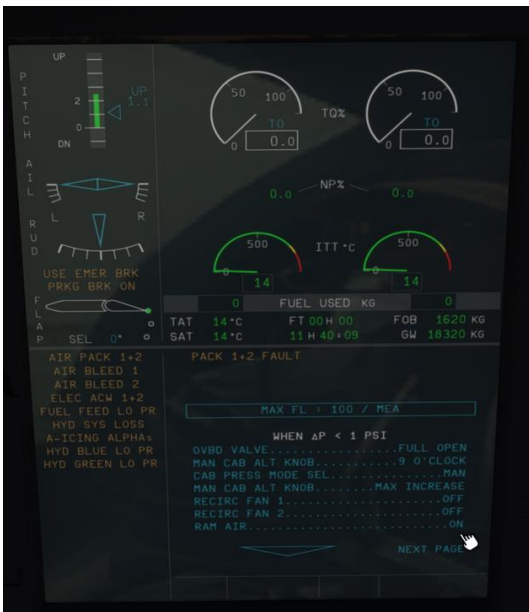 UP
PITCH
2
0
DN
UP
1.1
50 100
TO
0 0.0
TQ%
50 100
TO
0 0.0
AIL
L R
RUD
0.0 NP% 0.0
500
0
14
ITT °C
500
0
14
USE EMER BRK
PRKG BRK ON
FLAP
SEL 0°
0 FUEL USED KG 0
TAT 14°C FT 00 H 00 FOB 1620 KG
SAT 14°C 11 H 40:09 GW 18320 KG
AIR PACK 1+2
AIR BLEED 1
AIR BLEED 2
ELEC ACW 1+2
FUEL FEED LO PR
HYD SYS LOSS
A-ICING ALPHAs
HYD BLUE LO PR
HYD GREEN LO PR
PACK 1+2 FAULT
MAX FL : 100 / MEA
WHEN ΔP < 1 PSI
OVBD VALVE..................FULL OPEN
MAN CAB ALT KNOB............9 O'CLOCK
CAB PRESS MODE SEL................MAN
MAN CAB ALT KNOB.........MAX INCREASE
RECIRC FAN 1......................OFF
RECIRC FAN 2......................OFF
RAM AIR............................ON
NEXT PAGE